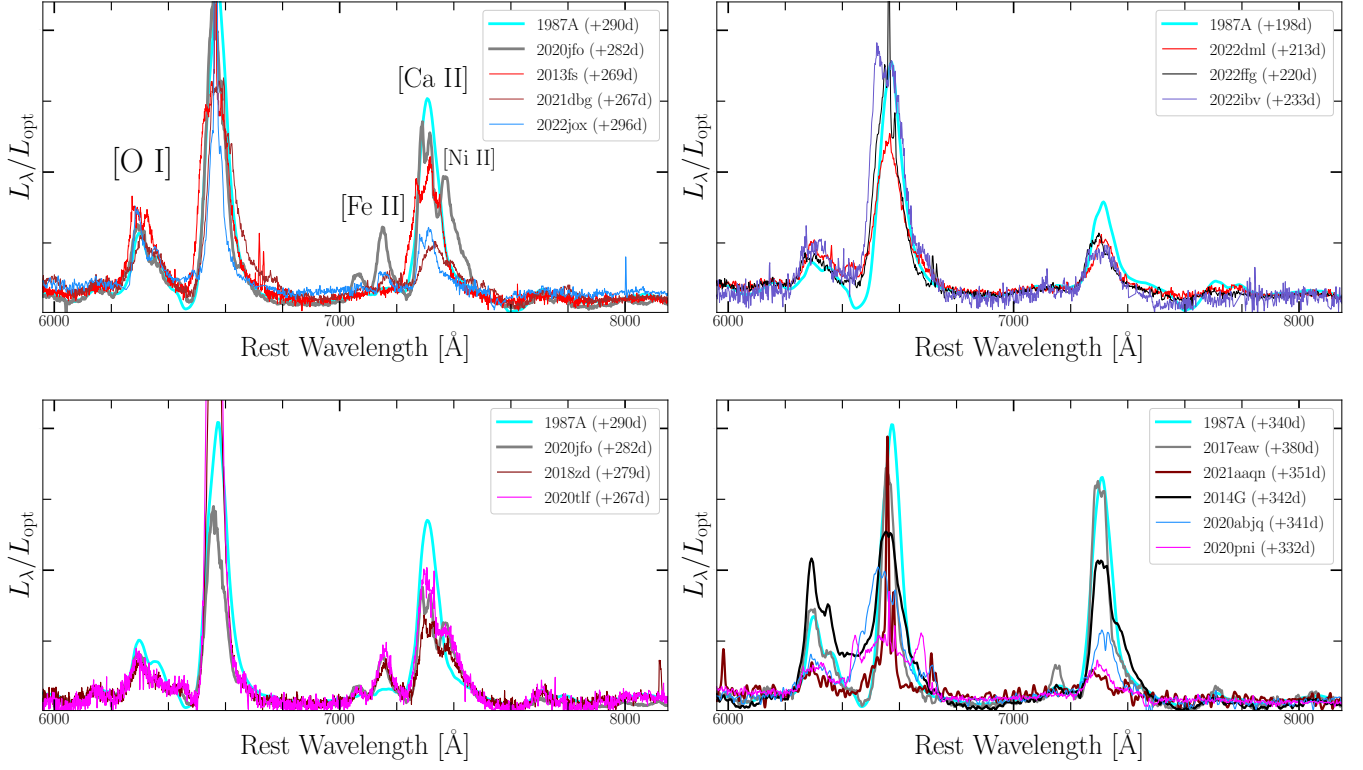 1987A (+290d)
2020jfo (+282d)
2013fs (+269d)
2021dbg (+267d)
2022jox (+296d)
[Ca II]
[O I]
[Ni II]
[Fe II]
L_λ/L_opt
6000 7000 8000
Rest Wavelength [Å]
1987A (+198d)
2022dml (+213d)
2022ffg (+220d)
2022ibv (+233d)
L_λ/L_opt
6000 7000 8000
Rest Wavelength [Å]
1987A (+290d)
2020jfo (+282d)
2018zd (+279d)
2020tlf (+267d)
L_λ/L_opt
6000 7000 8000
Rest Wavelength [Å]
1987A (+340d)
2017eaw (+380d)
2021aaqn (+351d)
2014G (+342d)
2020abjq (+341d)
2020pni (+332d)
L_λ/L_opt
6000 7000 8000
Rest Wavelength [Å]